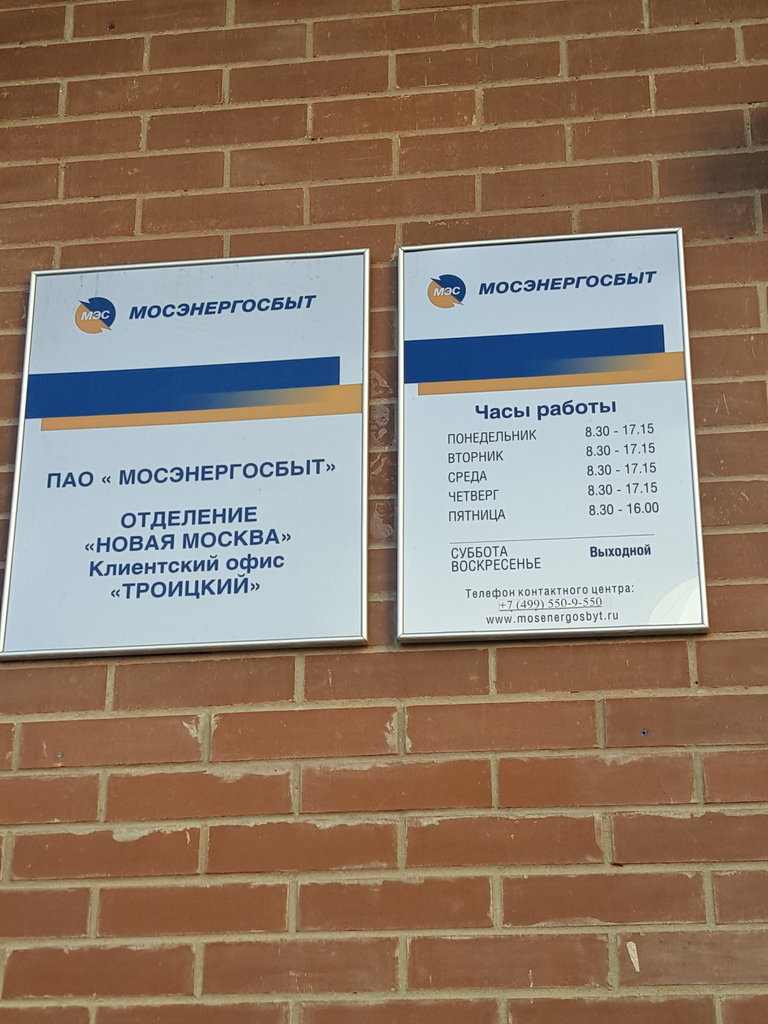 МЭС МОСЭНЕРГОСБЫТ
ПАО « МОСЭНЕРГОСБЫТ»
ОТДЕЛЕНИЕ
«НОВАЯ МОСКВА»
Клиентский офис
«ТРОИЦКИЙ»
МЭС МОСЭНЕРГОСБЫТ
Часы работы
ПОНЕДЕЛЬНИК 8.30 - 17.15
ВТОРНИК 8.30 - 17.15
СРЕДА 8.30 - 17.15
ЧЕТВЕРГ 8.30 - 17.15
ПЯТНИЦА 8.30 - 16.00
СУББОТА Выходной
ВОСКРЕСЕНЬЕ
Телефон контактного центра:
+7 (499) 550-9-550
www.mosenergosbyt.ru